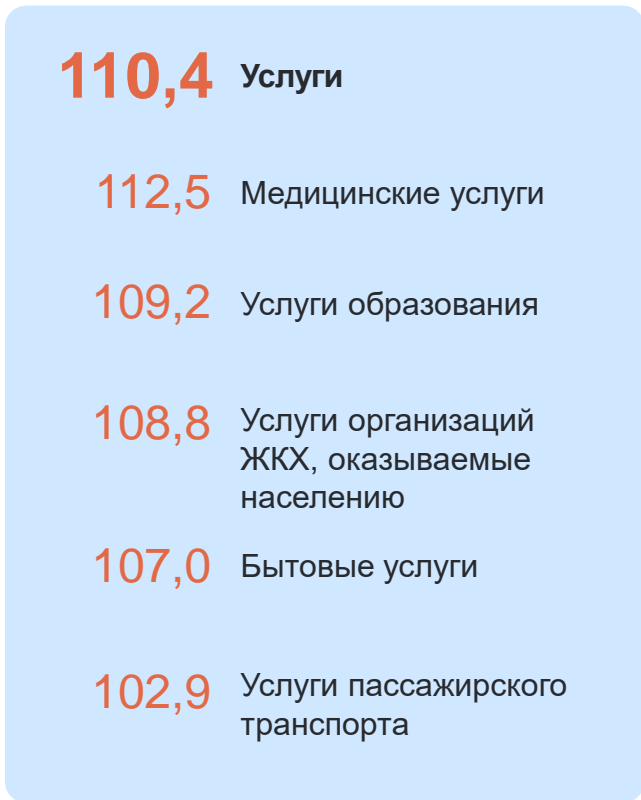 110,4 Услуги
112,5 Медицинские услуги
109,2 Услуги образования
108,8 Услуги организаций
ЖКХ, оказываемые
населению
107,0 Бытовые услуги
102,9 Услуги пассажирского
транспорта